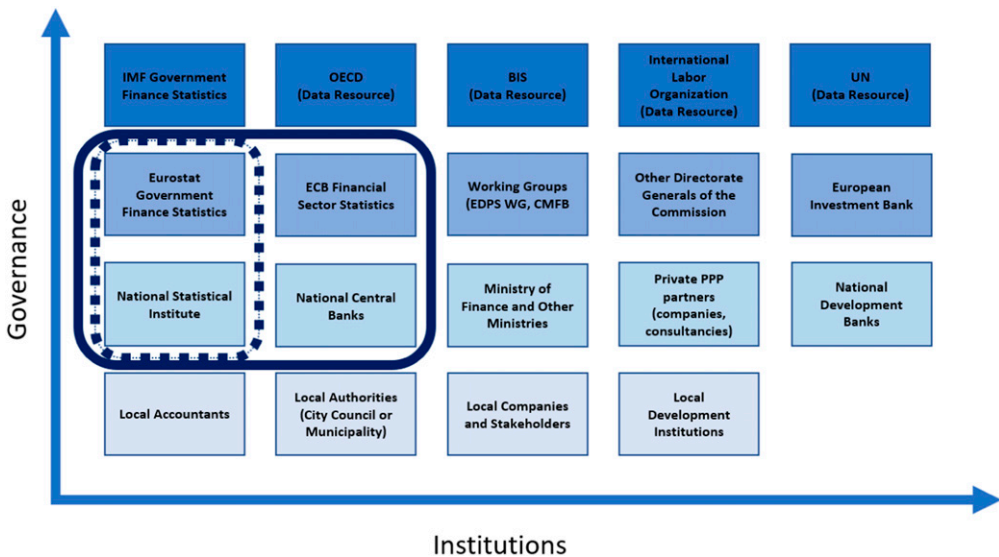 Governance
IMF Government
Finance Statistics
OECD
(Data Resource)
BIS
(Data Resource)
International
Labor
Organization
(Data Resource)
UN
(Data Resource)
Eurostat
Government
Finance Statistics
ECB Financial
Sector Statistics
Working Groups
(EDPS WG, CMFB
Other Directorate
Generals of the
Commission
European
Investment Bank
National Statistical
Institute
National Central
Banks
Ministry of
Finance and Other
Ministries
Private PPP
partners
(companies,
consultancies)
National
Development
Banks
Local Accountants
Local Authorities
(City Council or
Municipality)
Local Companies
and Stakeholders
Local
Development
Institutions
Institutions